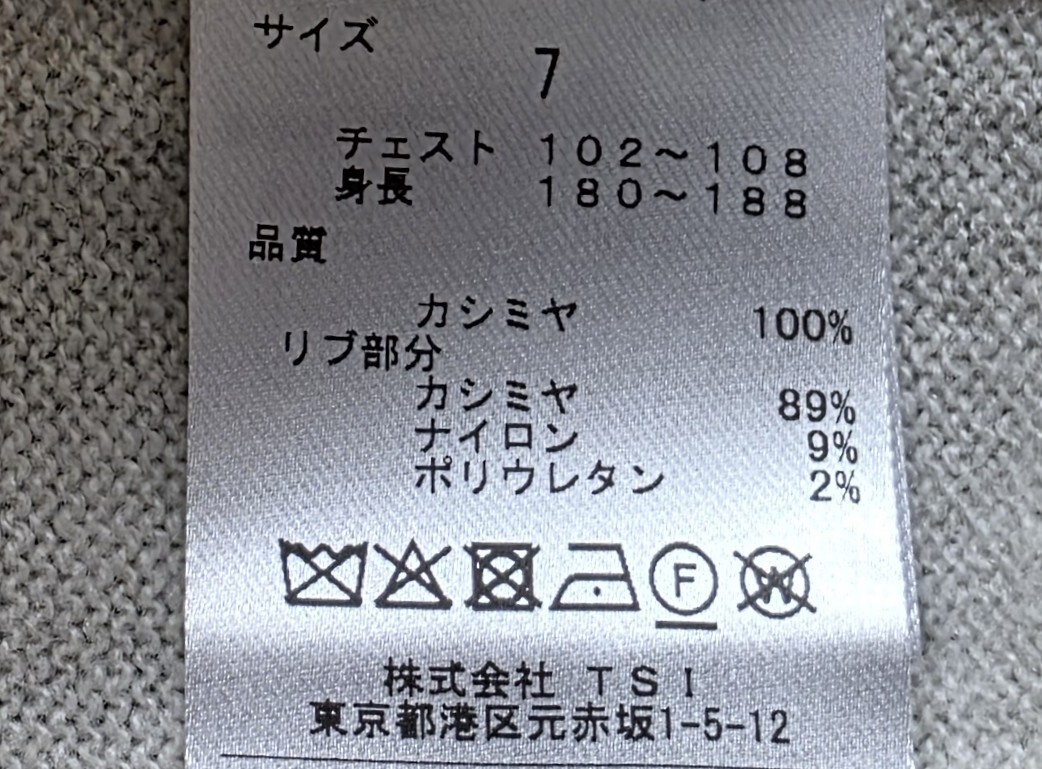 サイズ
7
チェスト 102〜108
身長 180〜188
品質
カシミヤ 100%
リブ部分
カシミヤ 89%
ナイロン 9%
ポリウレタン 2%
F W
株式会社 TSI
東京都港区元赤坂1-5-12